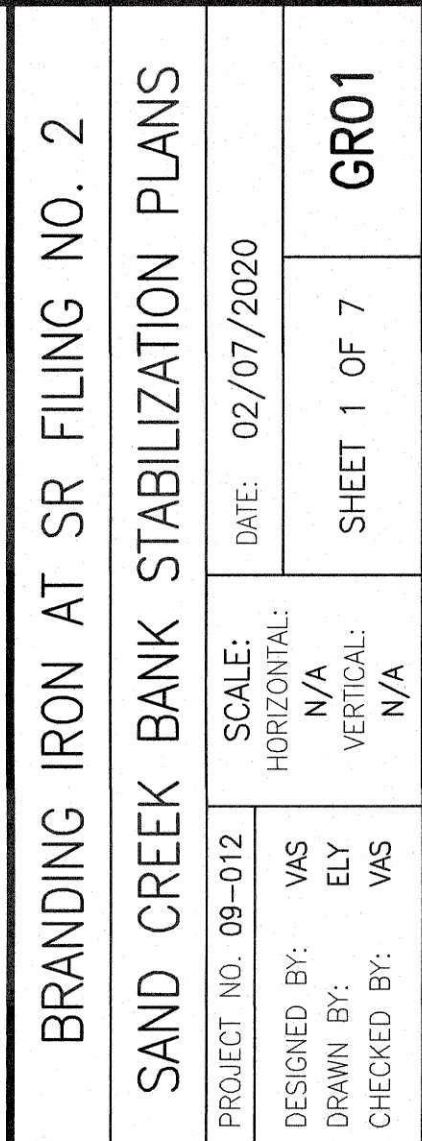 BRANDING IRON AT SR FILING NO. 2
SAND CREEK BANK STABILIZATION PLANS
PROJECT NO. 09-012
DESIGNED BY: VAS
DRAWN BY: ELY
CHECKED BY: VAS
SCALE:
HORIZONTAL:
N/A
VERTICAL:
N/A
DATE: 02/07/2020
SHEET 1 OF 7
GR01